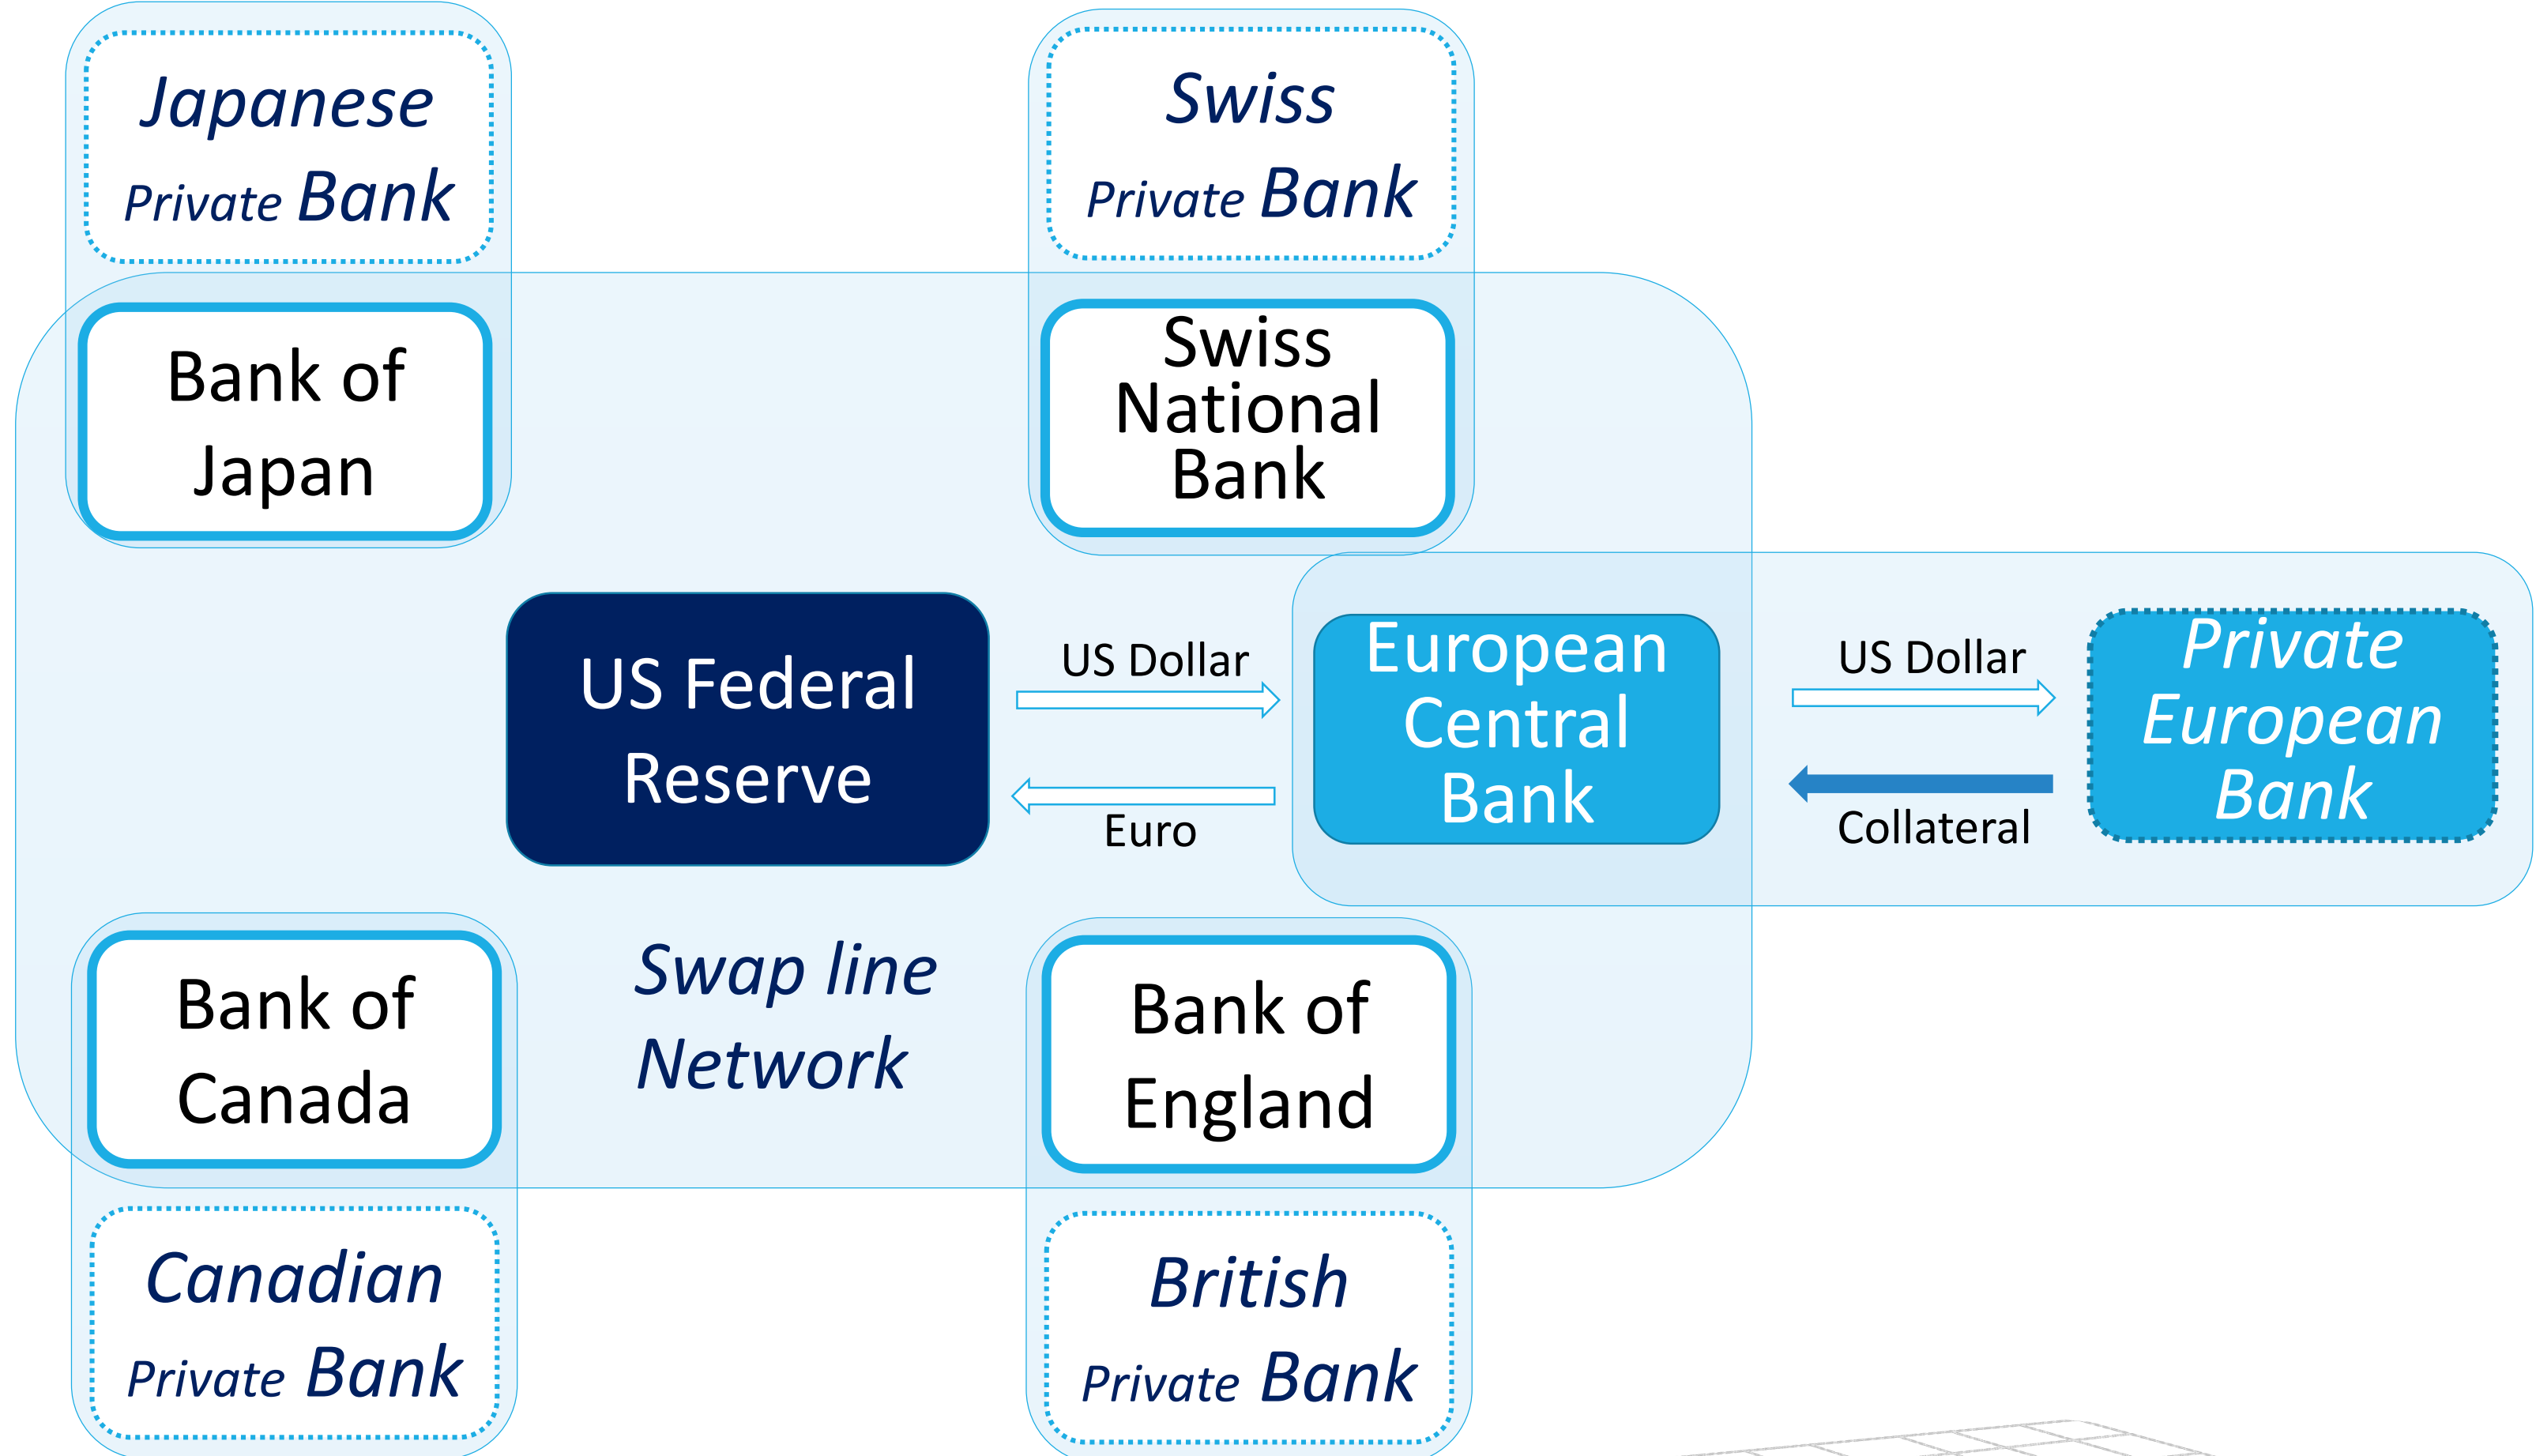 Japanese
Private Bank
Swiss
Private Bank
Bank of
Japan
Swiss
National
Bank
US Federal
Reserve
US Dollar
Euro
European
Central
Bank
US Dollar
Collateral
Private
European
Bank
Bank of
Canada
Swap line
Network
Bank of
England
Canadian
Private Bank
British
Private Bank